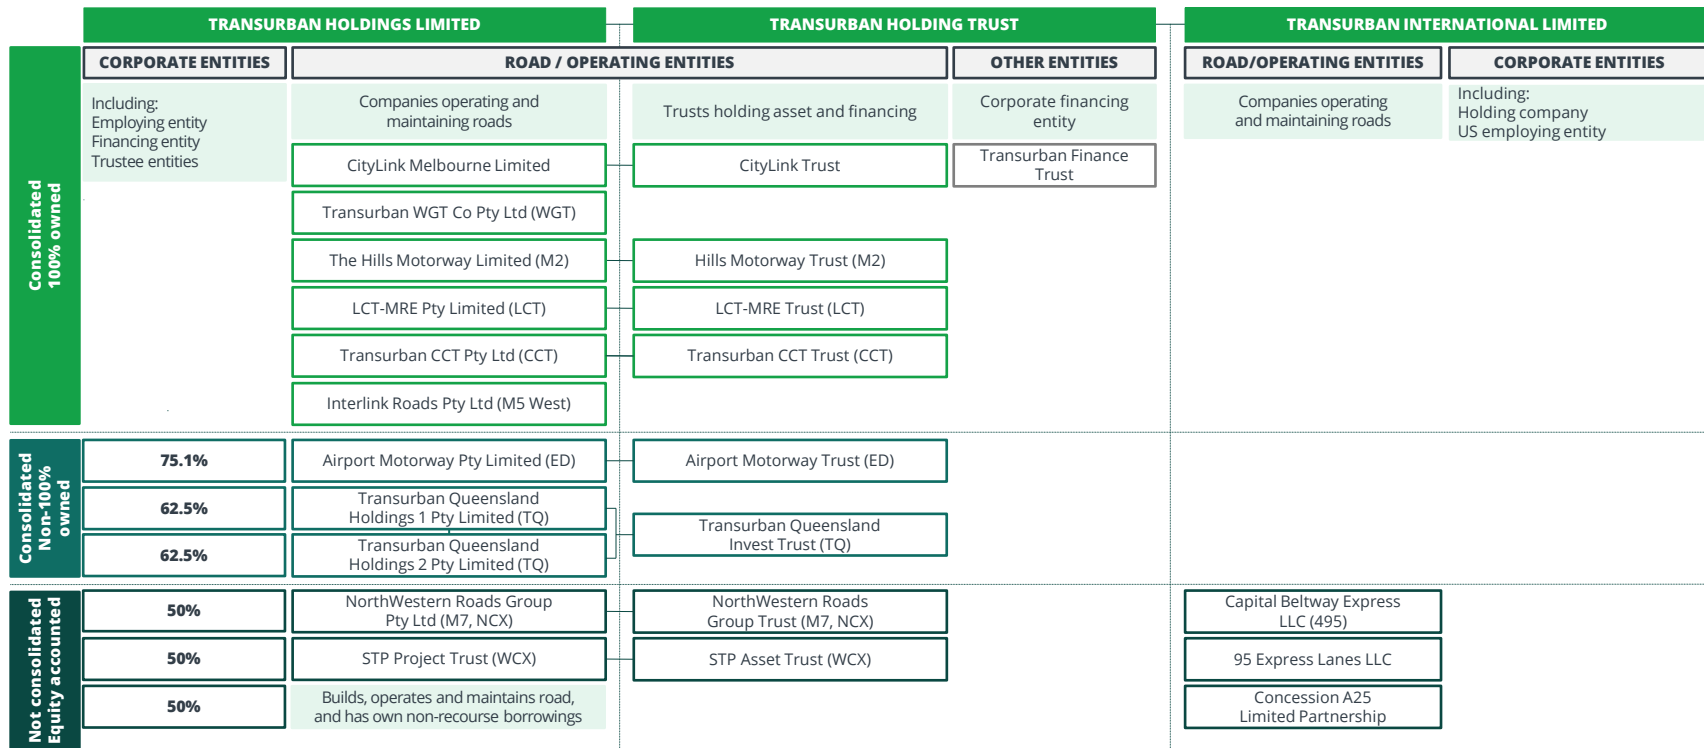 TRANSURBAN HOLDINGS LIMITED
TRANSURBAN HOLDING TRUST
TRANSURBAN INTERNATIONAL LIMITED
CORPORATE ENTITIES
ROAD / OPERATING ENTITIES
OTHER ENTITIES
ROAD/OPERATING ENTITIES
CORPORATE ENTITIES
Consolidated
100% owned
Including:
Employing entity
Financing entity
Trustee entities
Companies operating and
maintaining roads
Trusts holding asset and financing
Corporate financing
entity
Companies operating
and maintaining roads
Including:
Holding company
US employing entity
CityLink Melbourne Limited
CityLink Trust
Transurban Finance
Trust
Transurban WGT Co Pty Ltd (WGT)
The Hills Motorway Limited (M2)
Hills Motorway Trust (M2)
LCT-MRE Pty Limited (LCT)
LCT-MRE Trust (LCT)
Transurban CCT Pty Ltd (CCT)
Transurban CCT Trust (CCT)
Interlink Roads Pty Ltd (M5 West)
Consolidated
Non-100%
owned
75.1%
Airport Motorway Pty Limited (ED)
Airport Motorway Trust (ED)
62.5%
Transurban Queensland
Holdings 1 Pty Limited (TQ)
Transurban Queensland
Invest Trust (TQ)
62.5%
Transurban Queensland
Holdings 2 Pty Limited (TQ)
Not consolidated
Equity accounted
50%
NorthWestern Roads Group
Pty Ltd (M7, NCX)
NorthWestern Roads
Group Trust (M7, NCX)
Capital Beltway Express
LLC (495)
50%
STP Project Trust (WCX)
STP Asset Trust (WCX)
95 Express Lanes LLC
50%
Builds, operates and maintains road,
and has own non-recourse borrowings
Concession A25
Limited Partnership